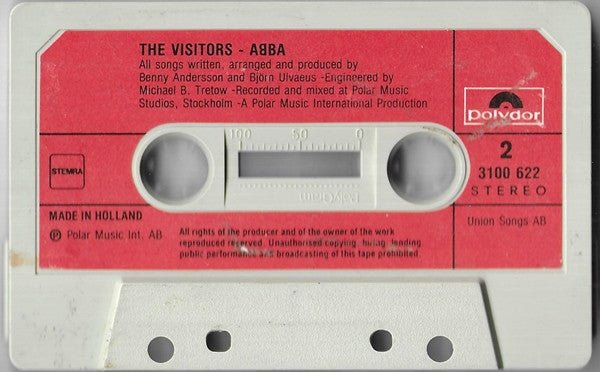 THE VISITORS - ABBA
All songs written, arranged and produced by
Benny Andersson and Björn Ulvaeus -Engineered by
Michael B. Tretow -Recorded and mixed at Polar Music
Studios, Stockholm -A Polar Music International Production
polydor
100 50 0
2
3100 622
STEREO
STEMRA
PolyGram
MADE IN HOLLAND
℗ Polar Music Int. AB
All rights of the producer and of the owner of the work
reproduced reserved. Unauthorised copying, hiring, lending
public performance and broadcasting of this tape prohibited.
Union Songs AB